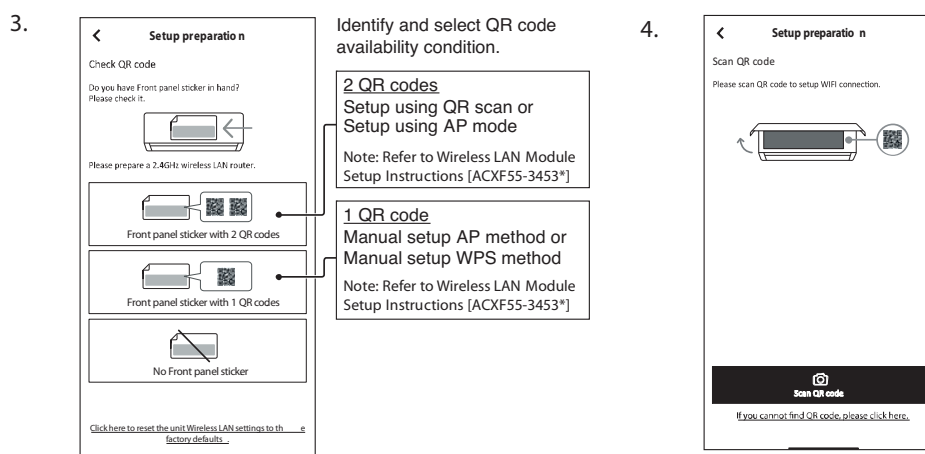 3.
Setup preparatio n
Check QR code
Do you have Front panel sticker in hand?
Please check it.
Please prepare a 2.4GHz wireless LAN router.
Front panel sticker with 2 QR codes
Front panel sticker with 1 QR codes
No Front panel sticker
Click here to reset the unit Wireless LAN settings to th e
factory defaults .
Identify and select QR code
availability condition.
2 QR codes
Setup using QR scan or
Setup using AP mode
Note: Refer to Wireless LAN Module
Setup Instructions [ACXF55-3453*]
1 QR code
Manual setup AP method or
Manual setup WPS method
Note: Refer to Wireless LAN Module
Setup Instructions [ACXF55-3453*]
4.
Setup preparatio n
Scan QR code
Please scan QR code to setup WIFI connection.
Scan QR code
If you cannot find QR code, please click here.